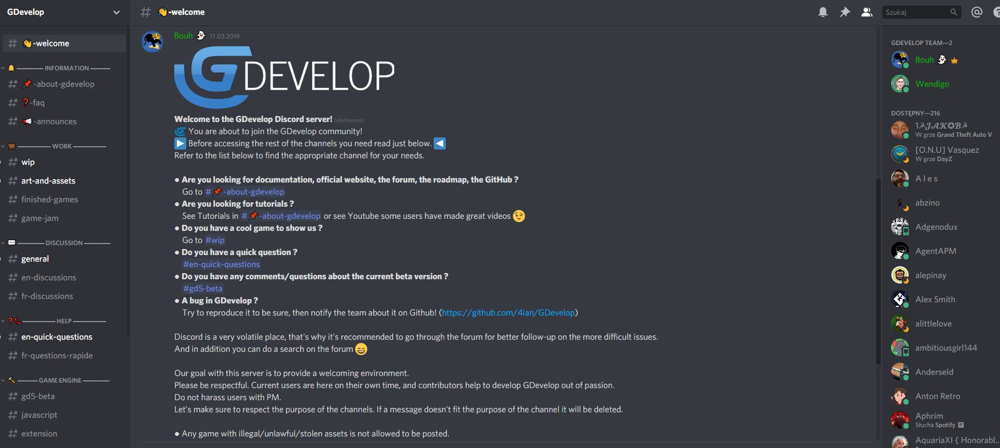 GDevelop
👋-welcome
🔔 ———— INFORMATION ————
📌-about-gdevelop
❓-faq
📢-announces
💼 ———— WORK ————
wip
art-and-assets
finished-games
game-jam
💬 ———— DISCUSSION ————
general
en-discussions
fr-discussions
❓📞 ———— HELP ————
en-quick-questions
fr-questions-rapide
🔨 ———— GAME ENGINE ————
gd5-beta
javascript
extension
# 👋-welcome
Szukaj
Bouh 👻 17.03.2019
GDEVELOP
Welcome to the GDevelop Discord server! (edytowane)
You are about to join the GDevelop community!
▶ Before accessing the rest of the channels you need read just below. ◀
Refer to the list below to find the appropriate channel for your needs.
● Are you looking for documentation, official website, the forum, the roadmap, the GitHub ?
Go to #📌-about-gdevelop
● Are you looking for tutorials ?
See Tutorials in #📌-about-gdevelop or see Youtube some users have made great videos 😉
● Do you have a cool game to show us ?
Go to #wip
● Do you have a quick question ?
#en-quick-questions
● Do you have any comments/questions about the current beta version ?
#gd5-beta
● A bug in GDevelop ?
Try to reproduce it to be sure, then notify the team about it on Github! (https://github.com/4ian/GDevelop)
Discord is a very volatile place, that's why it's recommended to go through the forum for better follow-up on the more difficult issues.
And in addition you can do a search on the forum 😄
Our goal with this server is to provide a welcoming environment.
Please be respectful. Current users are here on their own time, and contributors help to develop GDevelop out of passion.
Do not harass users with PM.
Let's make sure to respect the purpose of the channels. If a message doesn't fit the purpose of the channel it will be deleted.
● Any game with illegal/unlawful/stolen assets is not allowed to be posted.
GDEVELOP TEAM—2
Bouh 👻
Wendigo
DOSTĘPNY—216
1☭𝓙𝓐𝓚✪𝓑☭
W grze Grand Theft Auto V
[O.N.U] Vasquez
W grze DayZ
A l e s
abzino
Adgenodux
AgentAPM
alepinay
Alex Smith
alittlelove
ambitiousgirl144
Anderseld
Anton Retro
Aphrim
Słucha Spotify
AquariaXI { Honorabl...